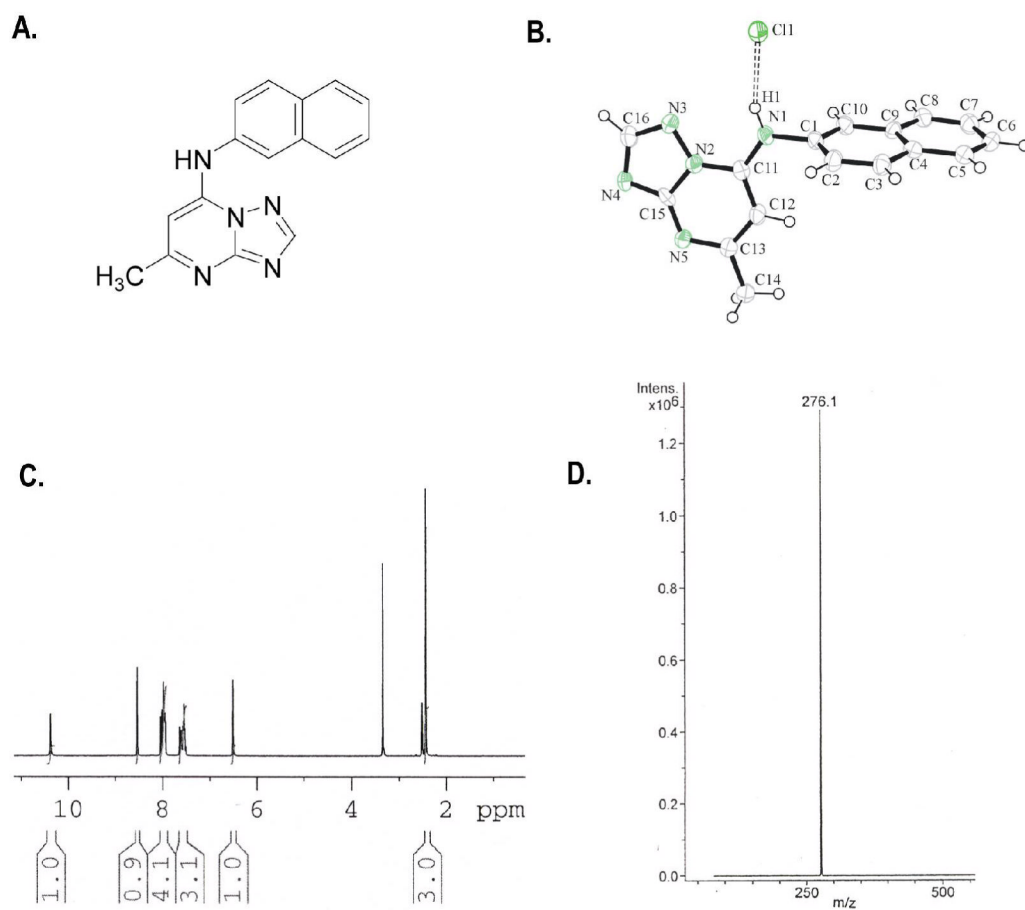 A.
HN
N
N
N
N
H3C
B.
Cl1
H1
N1
C10
C8
C7
C6
C9
C1
C16
N3
N2
C11
C2
C3
C4
C5
N4
C15
C12
N5
C13
C14
C.
10 8 6 4 2 ppm
1.0
0.9
4.1
3.1
1.0
3.0
D.
Intens.
x10⁶
276.1
1.2
1.0
0.8
0.6
0.4
0.2
0.0
250 500
m/z